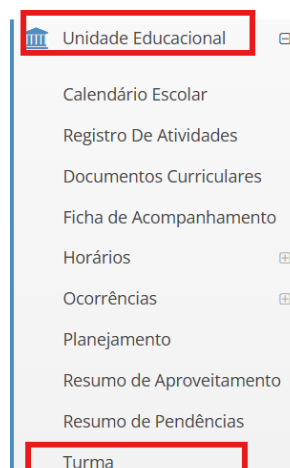 Unidade Educacional
Calendário Escolar
Registro De Atividades
Documentos Curriculares
Ficha de Acompanhamento
Horários
Ocorrências
Planejamento
Resumo de Aproveitamento
Resumo de Pendências
Turma